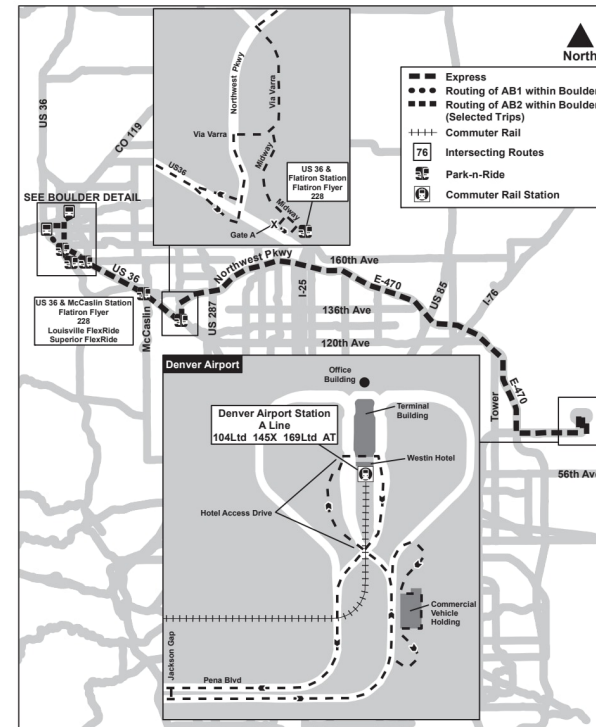 North
Express
Routing of AB1 within Boulder
Routing of AB2 within Boulder
(Selected Trips)
Commuter Rail
76 Intersecting Routes
Park-n-Ride
Commuter Rail Station
Northwest Pkwy
Via Varra
Via Varra
Midway
US36
Midway
US 36 &
Flatiron Station
Flatiron Flyer
228
Gate A
X
US 36
CO 119
SEE BOULDER DETAIL
US 36
US 36 & McCaslin Station
Flatiron Flyer
228
Louisville FlexRide
Superior FlexRide
McCaslin
US 287
Northwest Pkwy
I-25
160th Ave
E-470
US 85
I-76
136th Ave
120th Ave
Tower
E-470
56th Ave
Denver Airport
Office
Building
Terminal
Building
Denver Airport Station
A Line
104Ltd 145X 169Ltd AT
Westin Hotel
Hotel Access Drive
Commercial
Vehicle
Holding
Jackson Gap
Pena Blvd